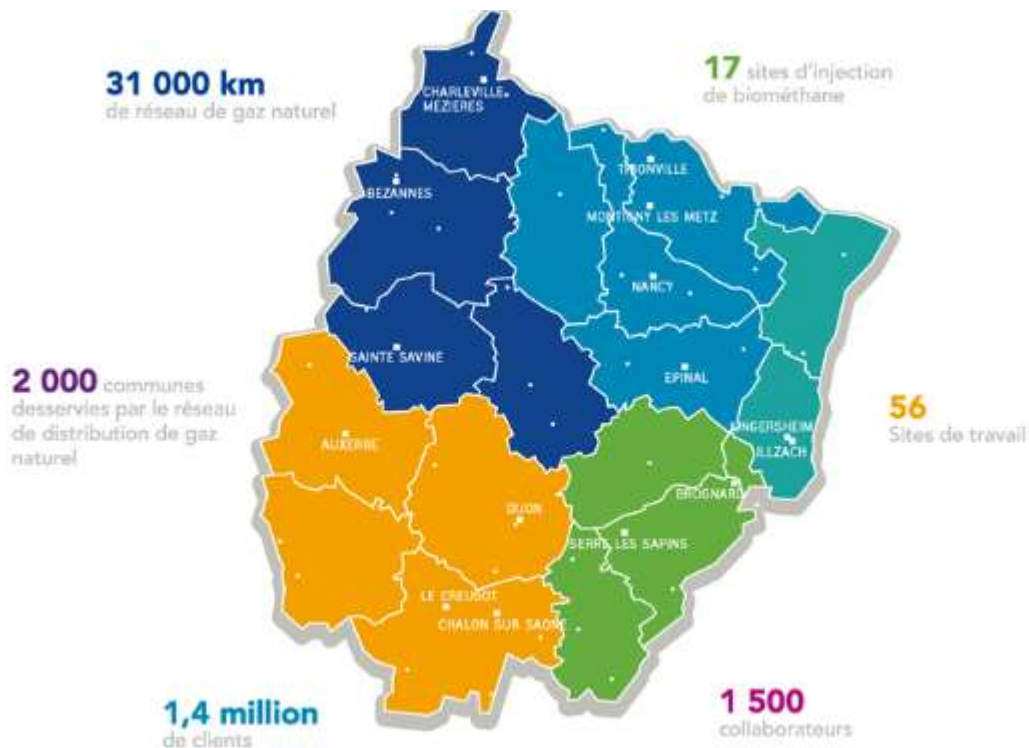 31 000 km
de réseau de gaz naturel
17 sites d'injection
de biométhane
CHARLEVILLE
MEZIERES
THIONVILLE
BEZANNES
MONTIGNY LES METZ
NANCY
SAINTE SAVINE
EPINAL
2 000 communes
desservies par le réseau
de distribution de gaz
naturel
56
Sites de travail
AUXERRE
KINGERSHEIM
ILLZACH
BROGNARD
DIJON
SERRE LES SAPINS
LE CREUSOT
CHALON SUR SAONE
1,4 million
de clients
1 500
collaborateurs